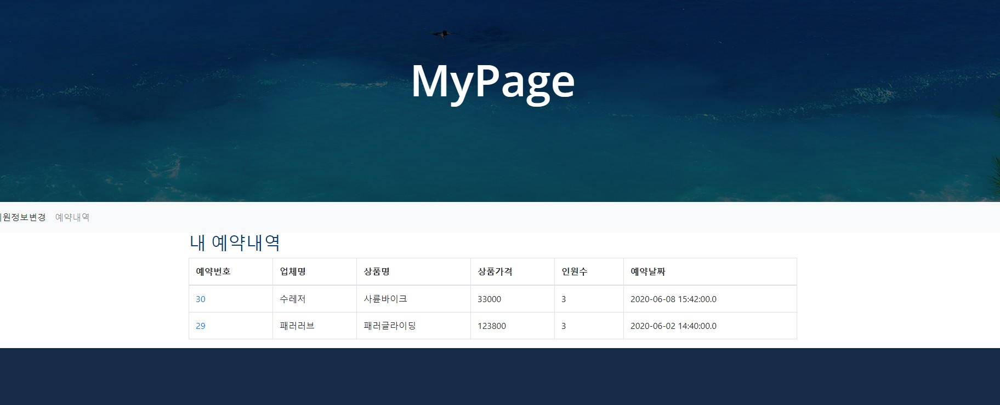 MyPage
원정보변경 예약내역
내 예약내역
예약번호 업체명 상품명 상품가격 인원수 예약날짜
30 수레저 사륜바이크 33000 3 2020-06-08 15:42:00.0
29 패러러브 패러글라이딩 123800 3 2020-06-02 14:40:00.0